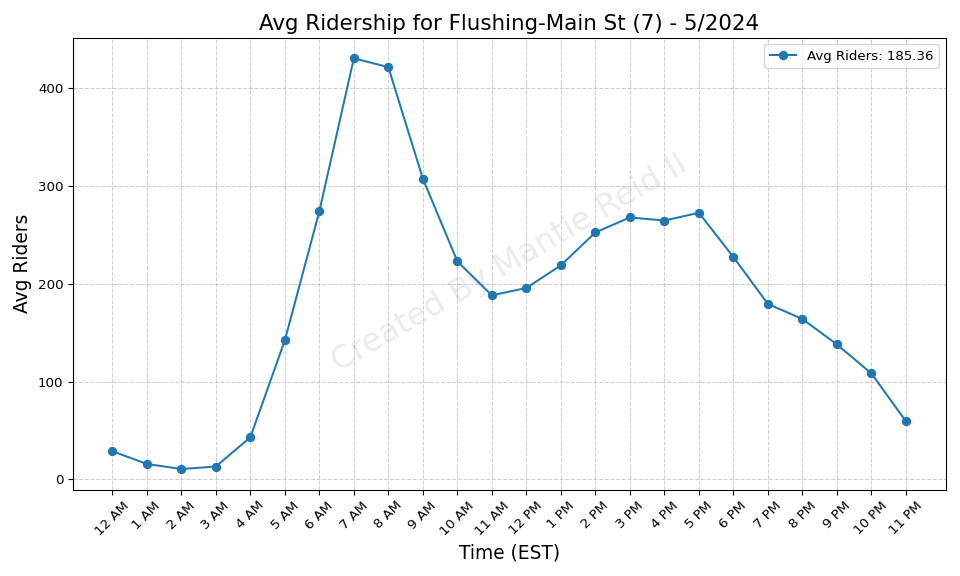 Avg Ridership for Flushing-Main St (7) - 5/2024
Avg Riders: 185.36
Avg Riders
400
300
200
100
0
Created By Mantle Reid II
12 AM
1 AM
2 AM
3 AM
4 AM
5 AM
6 AM
7 AM
8 AM
9 AM
10 AM
11 AM
12 PM
1 PM
2 PM
3 PM
4 PM
5 PM
6 PM
7 PM
8 PM
9 PM
10 PM
11 PM
Time (EST)